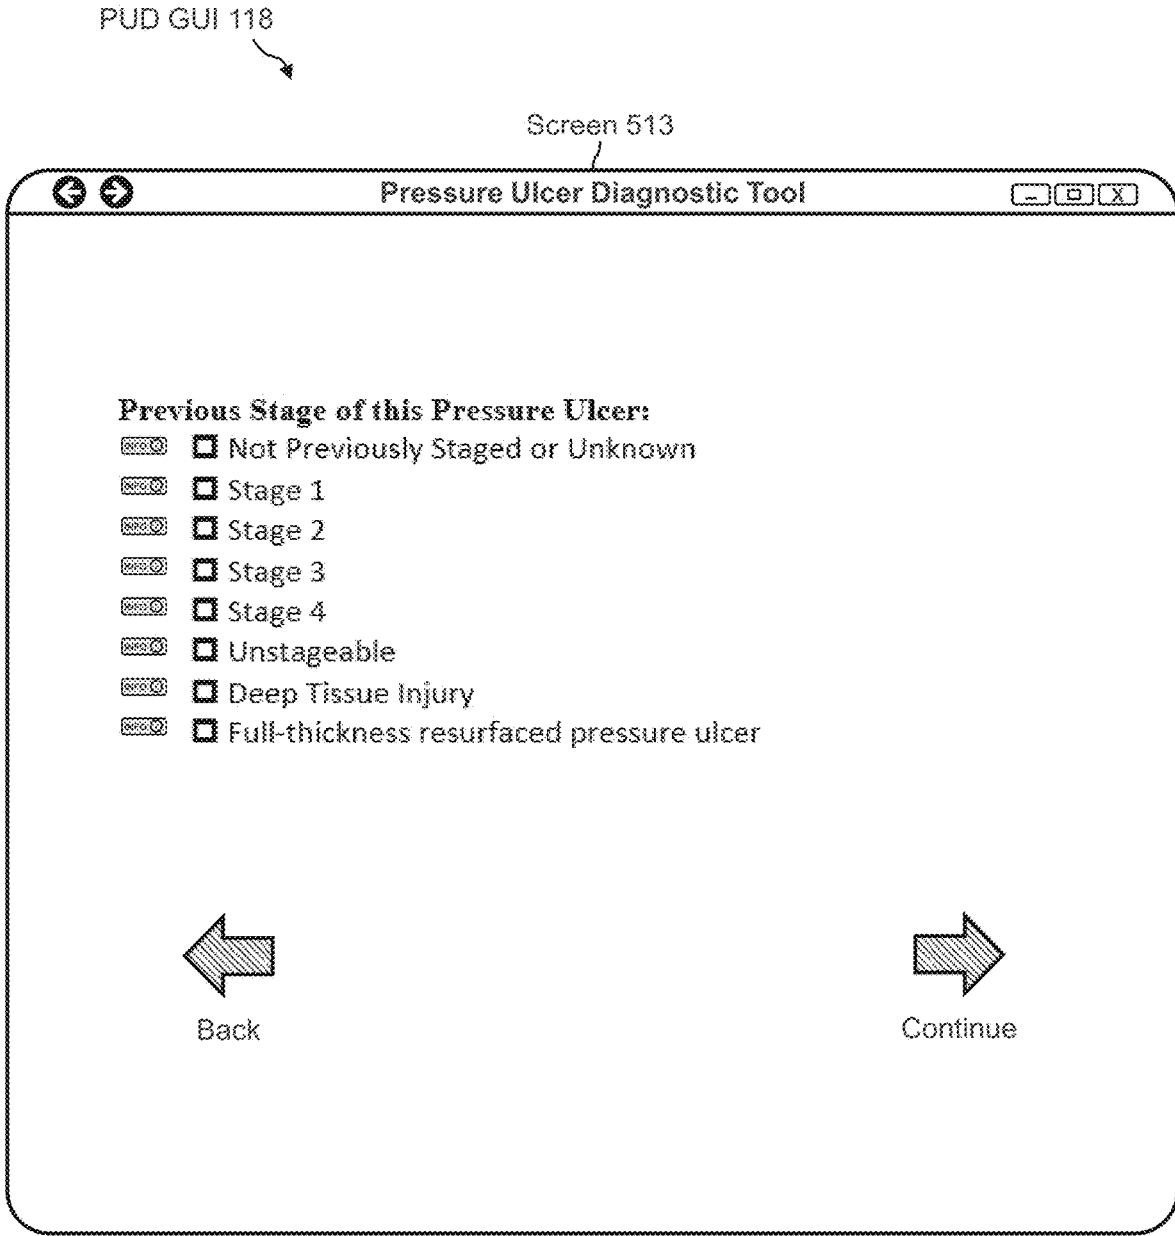 PUD GUI 118
Screen 513
Pressure Ulcer Diagnostic Tool
X
Previous Stage of this Pressure Ulcer:
Not Previously Staged or Unknown
Stage 1
Stage 2
Stage 3
Stage 4
Unstageable
Deep Tissue Injury
Full-thickness resurfaced pressure ulcer
Back
Continue